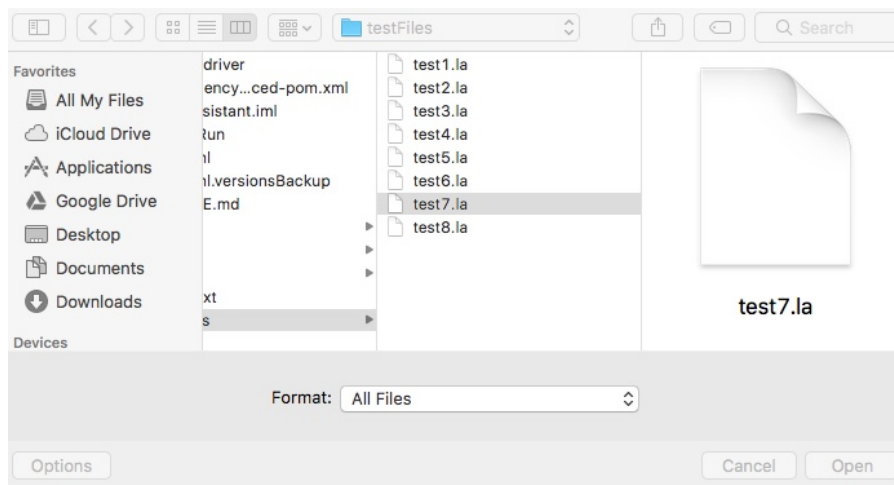 testFiles
Search
Favorites
All My Files
iCloud Drive
Applications
Google Drive
Desktop
Documents
Downloads
Devices
driver
ency...ced-pom.xml
sistant.iml
Run
ml
ml.versionsBackup
E.md
xt
s
test1.la
test2.la
test3.la
test4.la
test5.la
test6.la
test7.la
test8.la
test7.la
Format: All Files
Options
Cancel
Open